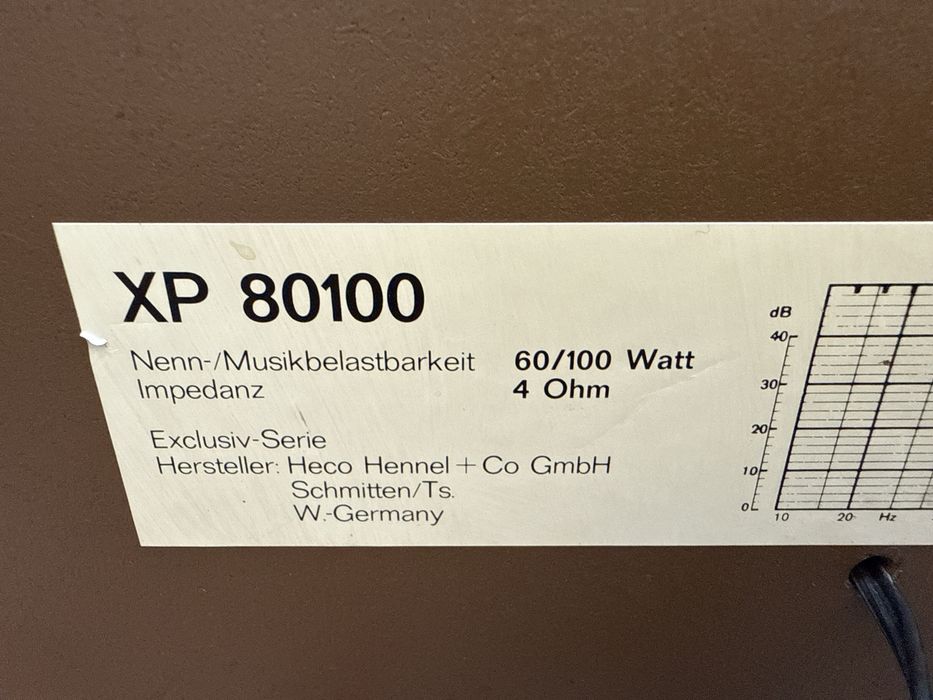 XP 80100
Nenn-/Musikbelastbarkeit 60/100 Watt
Impedanz 4 Ohm
Exclusiv-Serie
Hersteller: Heco Hennel + Co GmbH
Schmitten/Ts.
W.-Germany
dB
40
30
20
10
0
10 20 Hz